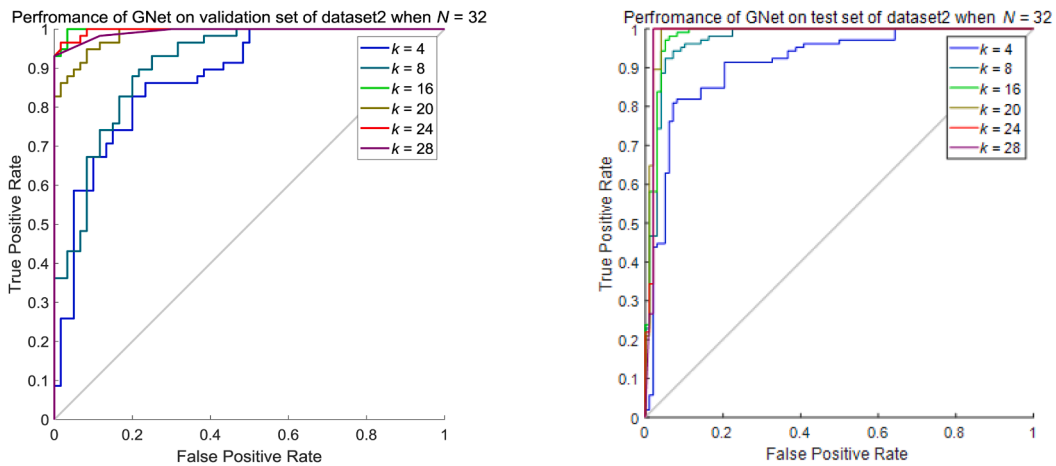 Perfromance of GNet on validation set of dataset2 when N = 32
1
0.9
0.8
0.7
0.6
0.5
0.4
0.3
0.2
0.1
0
True Positive Rate
k = 4
k = 8
k = 16
k = 20
k = 24
k = 28
0 0.2 0.4 0.6 0.8 1
False Positive Rate
Perfromance of GNet on test set of dataset2 when N = 32
1
0.9
0.8
0.7
0.6
0.5
0.4
0.3
0.2
0.1
0
True Positive Rate
k = 4
k = 8
k = 16
k = 20
k = 24
k = 28
0 0.2 0.4 0.6 0.8 1
False Positive Rate